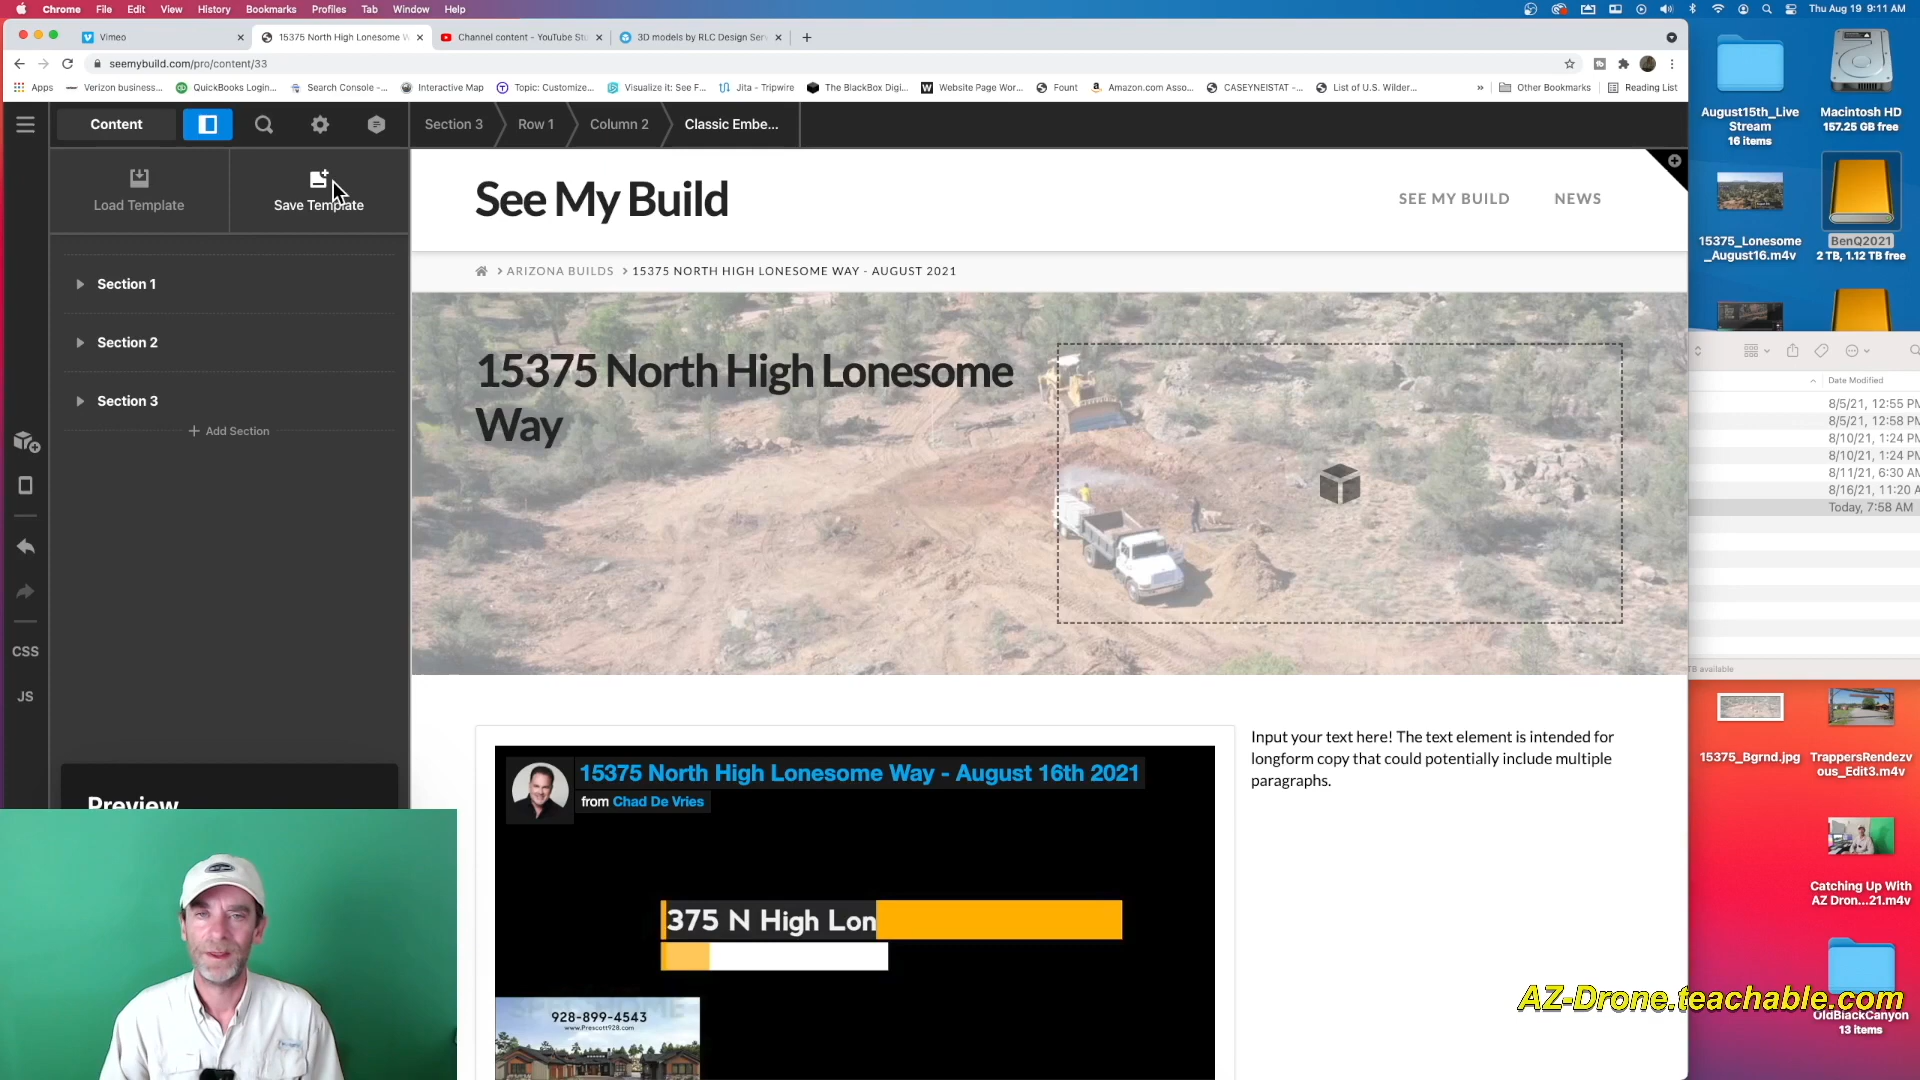 Chrome File Edit View History Bookmarks Profiles Tab Window Help
Thu Aug 19 9:11 AM
Vimeo
15375 North High Lonesome W
Channel content - YouTube Stu
3D models by RLC Design Serv
seemybuild.com/pro/content/33
Apps
Verizon business...
QuickBooks Login...
Search Console -...
Interactive Map
Topic: Customize...
Visualize it: See F...
Jita - Tripwire
The BlackBox Digi...
Website Page Wor...
Fount
Amazon.com Asso...
CASEYNEISTAT -...
List of U.S. Wilder...
Other Bookmarks
Reading List
Content
Section 3
Row 1
Column 2
Classic Embe...
Load Template
Save Template
Section 1
Section 2
Section 3
Add Section
CSS
JS
Preview
See My Build
SEE MY BUILD
NEWS
ARIZONA BUILDS
15375 NORTH HIGH LONESOME WAY - AUGUST 2021
15375 North High Lonesome
Way
15375 North High Lonesome Way - August 16th 2021
from Chad De Vries
375 N High Lon
928-899-4543
www.Prescott928.com
Input your text here! The text element is intended for
longform copy that could potentially include multiple
paragraphs.
August15th_Live
Stream
16 items
Macintosh HD
157.25 GB free
15375_Lonesome
_August16.m4v
BenQ2021
2 TB, 1.12 TB free
Date Modified
8/5/21, 12:55 PM
8/5/21, 12:58 PM
8/10/21, 1:24 PM
8/10/21, 1:24 PM
8/11/21, 6:30 AM
8/16/21, 11:20 A
Today, 7:58 AM
TB available
15375_Bgrnd.jpg
TrappersRendezv
ous_Edit3.m4v
Catching Up With
AZ Dron...21.m4v
AZ-Drone.teachable.com
OldBlackCanyon
13 items